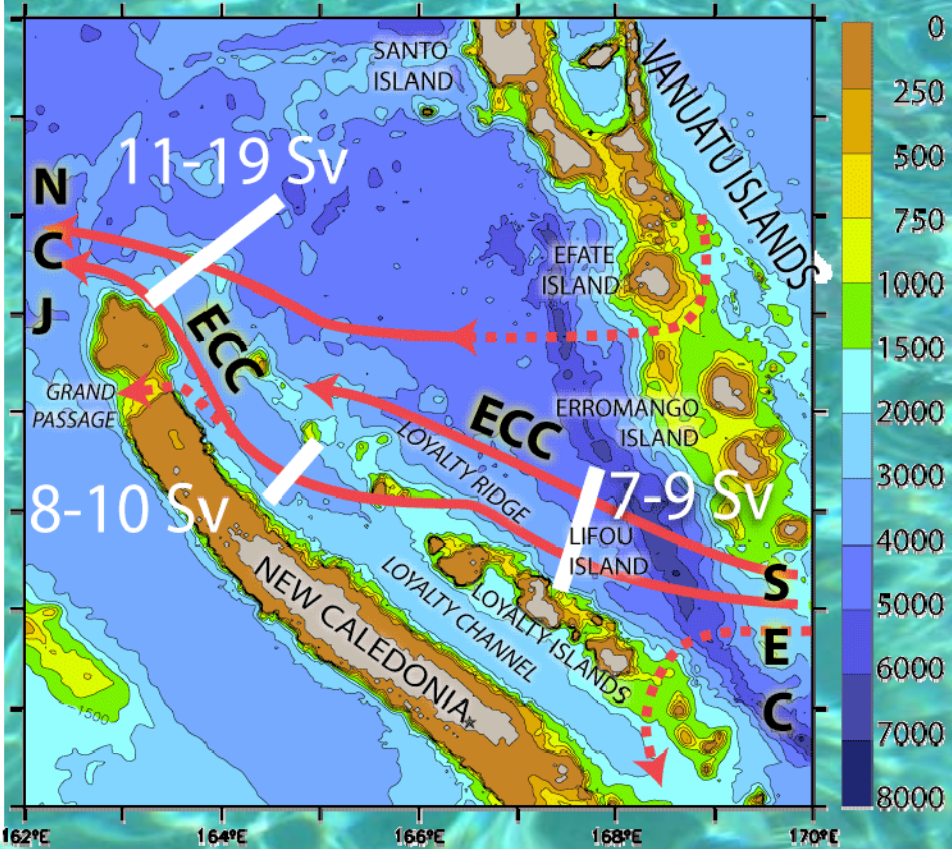 SANTO
ISLAND
VANUATU ISLANDS
11-19 Sv
N
C
J
EFATE
ISLAND
ECC
GRAND
PASSAGE
ECC
ERROMANGO
ISLAND
LOYALTY RIDGE
8-10 Sv
7-9 Sv
LIFOU
ISLAND
NEW CALEDONIA
LOYALTY CHANNEL
LOYALTY ISLANDS
S
E
C
1500
162°E
164°E
166°E
168°E
170°E
0
250
500
750
1000
1500
2000
3000
4000
5000
6000
7000
8000